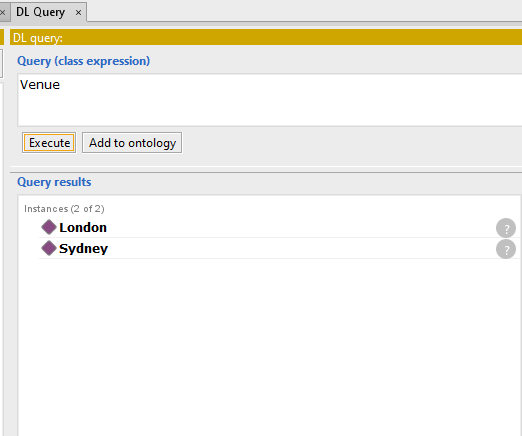 DL Query ×
DL query:
Query (class expression)
Venue
Execute Add to ontology
Query results
Instances (2 of 2)
London ?
Sydney ?